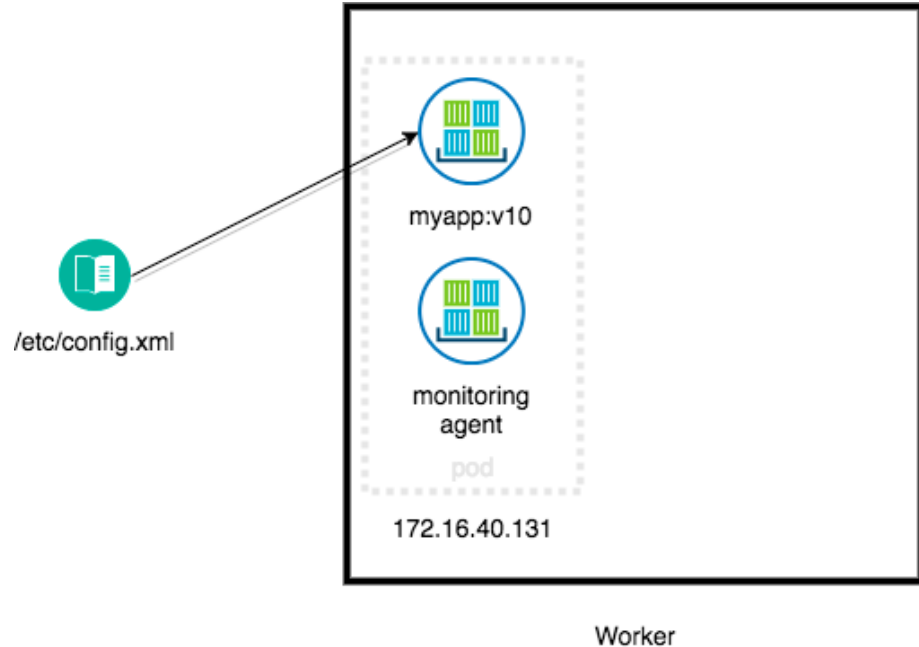 myapp:v10
/etc/config.xml
monitoring
agent
pod
172.16.40.131
Worker